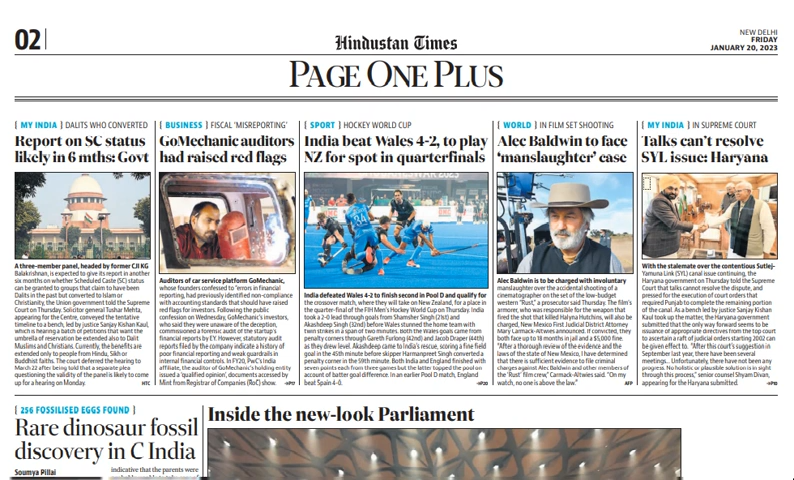 02
Hindustan Times
NEW DELHI
FRIDAY
JANUARY 20, 2023
PAGE ONE PLUS
[ MY INDIA ] DALITS WHO CONVERTED
Report on SC status
likely in 6 mths: Govt
A three-member panel, headed by former CJI KG
Balakrishnan, is expected to give its report in another
six months on whether Scheduled Caste (SC) status
can be granted to groups that claim to have been
Dalits in the past but converted to Islam or
Christianity, the Union government told the Supreme
Court on Thursday. Solicitor general Tushar Mehta,
appearing for the Centre, conveyed the tentative
timeline to a bench, led by justice Sanjay Kishan Kaul,
which is hearing a batch of petitions that want the
umbrella of reservation be extended also to Dalit
Muslims and Christians. Currently, the benefits are
extended only to people from Hindu, Sikh or
Buddhist faiths. The court deferred the hearing to
March 22 after being told that a separate plea
questioning the validity of the panel is likely to come
up for a hearing on Monday. HTC
[ BUSINESS ] FISCAL 'MISREPORTING'
GoMechanic auditors
had raised red flags
Auditors of car service platform GoMechanic,
whose founders confessed to "errors in financial
reporting, had previously identified non-compliance
with accounting standards that should have raised
red flags for investors. Following the public
confession on Wednesday, GoMechanic's investors,
who said they were unaware of the deception,
commissioned a forensic audit of the startup's
financial reports by EY. However, statutory audit
reports filed by the company indicate a history of
poor financial reporting and weak guardrails in
internal financial controls. In FY20, PwC's India
affiliate, the auditor of GoMechanic's holding entity
issued a 'qualified opinion', documents accessed by
Mint from Registrar of Companies (RoC) show. →P17
[ SPORT ] HOCKEY WORLD CUP
India beat Wales 4-2, to play
NZ for spot in quarterfinals
India defeated Wales 4-2 to finish second in Pool D and qualify for
the crossover match, where they will take on New Zealand, for a place in
the quarter-final of the FIH Men's Hockey World Cup on Thursday. India
took a 2-0 lead through goals from Shamsher Singh (21st) and
Akashdeep Singh (32nd) before Wales stunned the home team with
twin strikes in a span of two minutes. Both the Wales goals came from
penalty corners through Gareth Furlong (42nd) and Jacob Draper (44th)
as they drew level. Akashdeep came to India's rescue, scoring a fine field
goal in the 45th minute before skipper Harmanpreet Singh converted a
penalty corner in the 59th minute. Both India and England finished with
seven points each from three games but the latter topped the pool on
account of batter goal difference. In an earlier Pool D match, England
beat Spain 4-0. →P20
[ WORLD ] IN FILM SET SHOOTING
Alec Baldwin to face
'manslaughter' case
Alec Baldwin is to be charged with involuntary
manslaughter over the accidental shooting of a
cinematographer on the set of the low-budget
western "Rust," a prosecutor said Thursday. The film's
armorer, who was responsible for the weapon that
fired the shot that killed Halyna Hutchins, will also be
charged, New Mexico First Judicial District Attorney
Mary Carmack-Altwies announced. If convicted, they
both face up to 18 months in jail and a $5,000 fine.
"After a thorough review of the evidence and the
laws of the state of New Mexico, I have determined
that there is sufficient evidence to file criminal
charges against Alec Baldwin and other members of
the 'Rust' film crew," Carmack-Altwies said. "On my
watch, no one is above the law." AFP
[ MY INDIA ] IN SUPREME COURT
Talks can't resolve
SYL issue: Haryana
With the stalemate over the contentious Sutlej-
Yamuna Link (SYL) canal issue continuing, the
Haryana government on Thursday told the Supreme
Court that talks cannot resolve the dispute, and
pressed for the execution of court orders that
required Punjab to complete the remaining portion
of the canal. As a bench led by justice Sanjay Kishan
Kaul took up the matter, the Haryana government
submitted that the only way forward seems to be
issuance of appropriate directives from the top court
to ascertain a raft of judicial orders starting 2002 can
be given effect to. "After this court's suggestion in
September last year, there have been several
meetings.. Unfortunately, there have not been any
progress. No holistic or plausible solution is in sight
through this process," senior counsel Shyam Divan,
appearing for the Haryana submitted. →P10
[ 256 FOSSILISED EGGS FOUND ]
Rare dinosaur fossil
discovery in C India
Soumya Pillai
indicative that the parents were
Inside the new-look Parliament